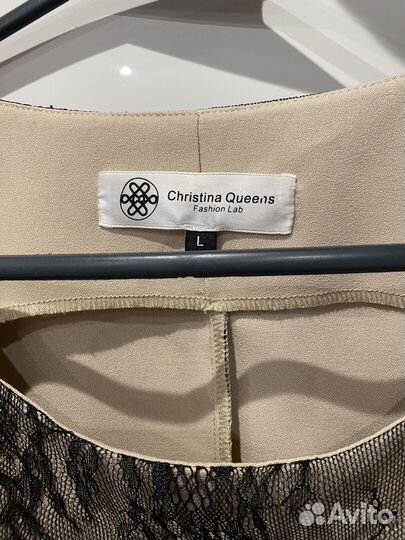 Christina Queens
Fashion Lab
L
Avito